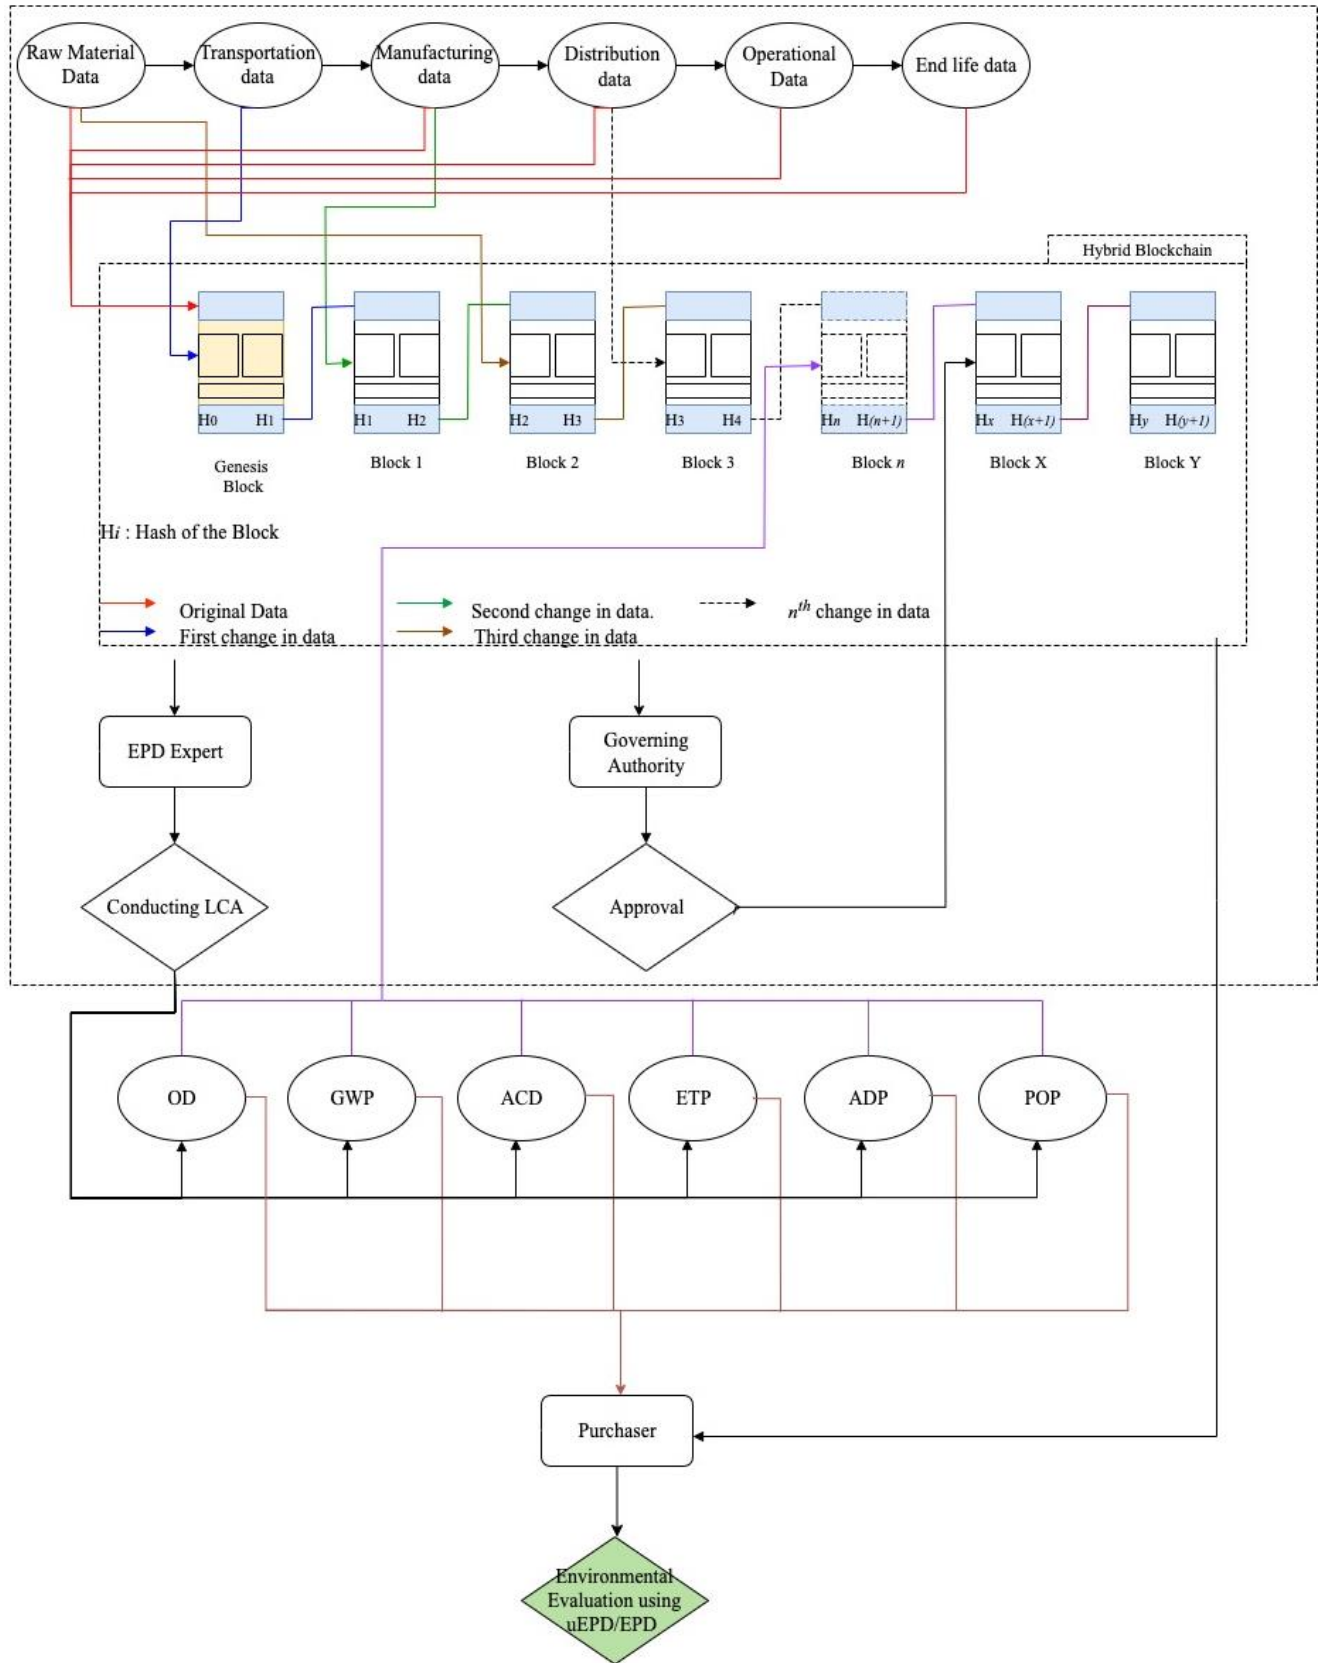 Raw Material
Data
Transportation
data
Manufacturing
data
Distribution
data
Operational
Data
End life data
Hybrid Blockchain
H0 H1
H1 H2
H2 H3
H3 H4
Hn H(n+1)
Hx H(x+1)
Hy H(y+1)
Genesis
Block
Block 1
Block 2
Block 3
Block n
Block X
Block Y
Hi : Hash of the Block
Original Data
Second change in data.
nth change in data
First change in data
Third change in data
EPD Expert
Governing
Authority
Conducting LCA
Approval
OD
GWP
ACD
ETP
ADP
POP
Purchaser
Environmental
Evaluation using
uEPD/EPD